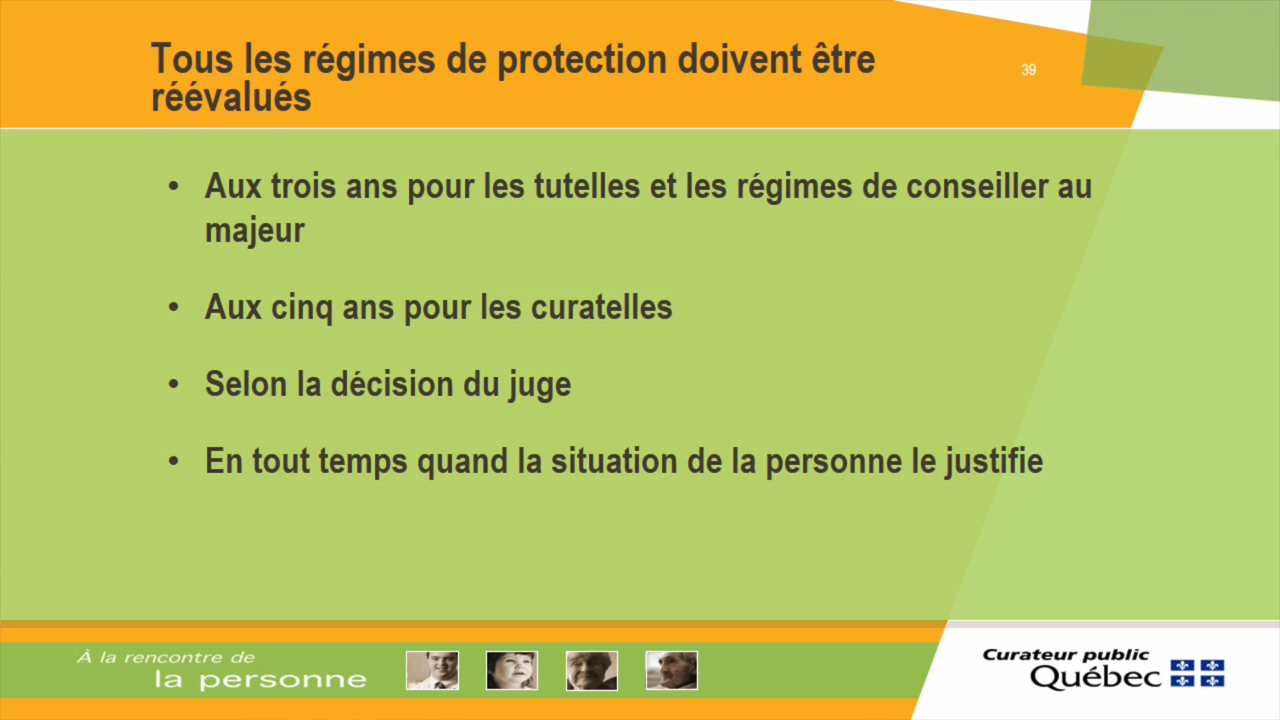 Tous les régimes de protection doivent être
réévalués
39
• Aux trois ans pour les tutelles et les régimes de conseiller au
majeur
• Aux cinq ans pour les curatelles
• Selon la décision du juge
• En tout temps quand la situation de la personne le justifie
À la rencontre de
la personne
Curateur public
Québec